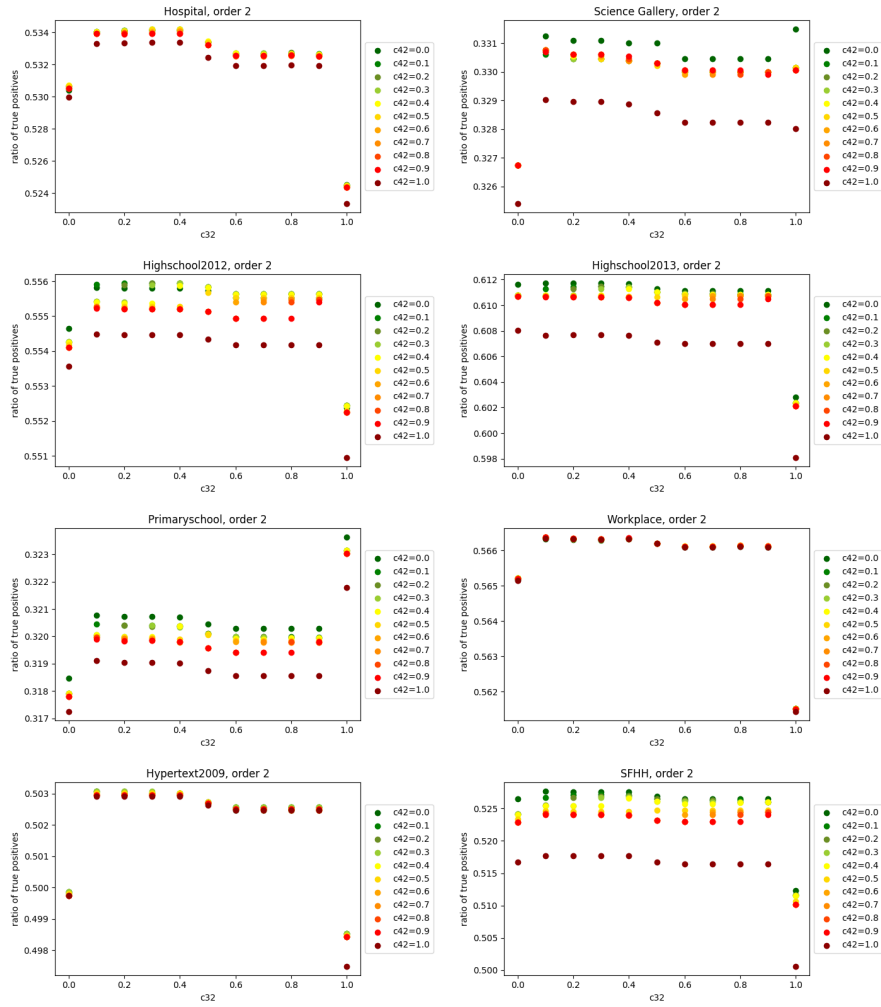 Hospital, order 2
ratio of true positives
0.534
0.532
0.530
0.528
0.526
0.524
0.0
0.2
0.4
0.6
0.8
1.0
c32
c42=0.0
c42=0.1
c42=0.2
c42=0.3
c42=0.4
c42=0.5
c42=0.6
c42=0.7
c42=0.8
c42=0.9
c42=1.0
Science Gallery, order 2
ratio of true positives
0.331
0.330
0.329
0.328
0.327
0.326
0.0
0.2
0.4
0.6
0.8
1.0
c32
c42=0.0
c42=0.1
c42=0.2
c42=0.3
c42=0.4
c42=0.5
c42=0.6
c42=0.7
c42=0.8
c42=0.9
c42=1.0
Highschool2012, order 2
ratio of true positives
0.556
0.555
0.554
0.553
0.552
0.551
0.0
0.2
0.4
0.6
0.8
1.0
c32
c42=0.0
c42=0.1
c42=0.2
c42=0.3
c42=0.4
c42=0.5
c42=0.6
c42=0.7
c42=0.8
c42=0.9
c42=1.0
Highschool2013, order 2
ratio of true positives
0.612
0.610
0.608
0.606
0.604
0.602
0.600
0.598
0.0
0.2
0.4
0.6
0.8
1.0
c32
c42=0.0
c42=0.1
c42=0.2
c42=0.3
c42=0.4
c42=0.5
c42=0.6
c42=0.7
c42=0.8
c42=0.9
c42=1.0
Primaryschool, order 2
ratio of true positives
0.323
0.322
0.321
0.320
0.319
0.318
0.317
0.0
0.2
0.4
0.6
0.8
1.0
c32
c42=0.0
c42=0.1
c42=0.2
c42=0.3
c42=0.4
c42=0.5
c42=0.6
c42=0.7
c42=0.8
c42=0.9
c42=1.0
Workplace, order 2
ratio of true positives
0.566
0.565
0.564
0.563
0.562
0.0
0.2
0.4
0.6
0.8
1.0
c32
c42=0.0
c42=0.1
c42=0.2
c42=0.3
c42=0.4
c42=0.5
c42=0.6
c42=0.7
c42=0.8
c42=0.9
c42=1.0
Hypertext2009, order 2
ratio of true positives
0.503
0.502
0.501
0.500
0.499
0.498
0.0
0.2
0.4
0.6
0.8
1.0
c32
c42=0.0
c42=0.1
c42=0.2
c42=0.3
c42=0.4
c42=0.5
c42=0.6
c42=0.7
c42=0.8
c42=0.9
c42=1.0
SFHH, order 2
ratio of true positives
0.525
0.520
0.515
0.510
0.505
0.500
0.0
0.2
0.4
0.6
0.8
1.0
c32
c42=0.0
c42=0.1
c42=0.2
c42=0.3
c42=0.4
c42=0.5
c42=0.6
c42=0.7
c42=0.8
c42=0.9
c42=1.0